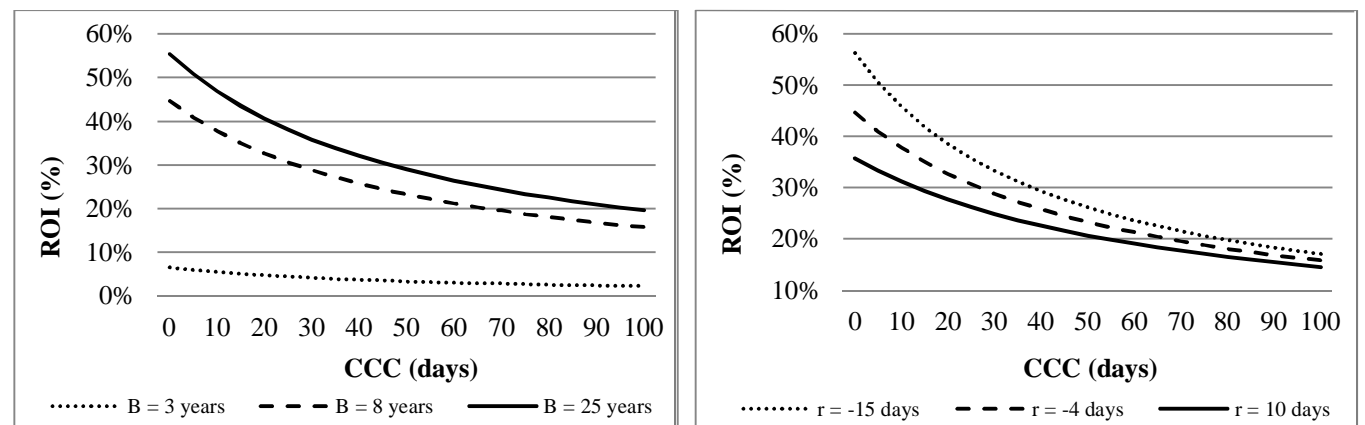 60%
50%
40%
30%
20%
10%
0%
ROI (%)
0 10 20 30 40 50 60 70 80 90 100
CCC (days)
B = 3 years B = 8 years B = 25 years
60%
50%
40%
30%
20%
10%
ROI (%)
0 10 20 30 40 50 60 70 80 90 100
CCC (days)
r = -15 days r = -4 days r = 10 days